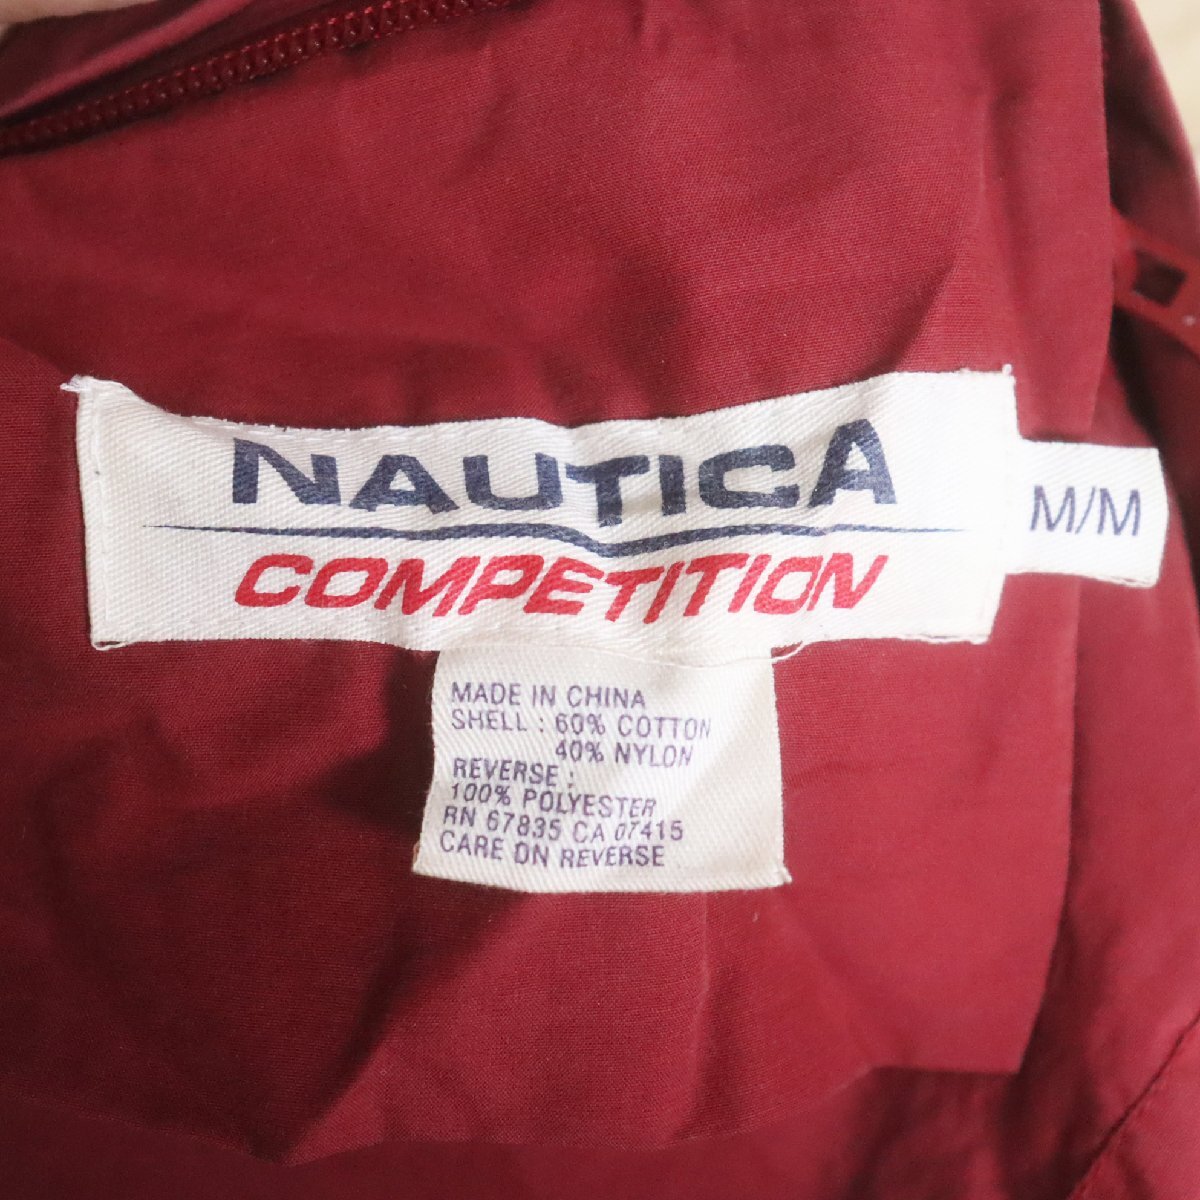 NAUTICA
COMPETITION
M/M
MADE IN CHINA
SHELL : 60% COTTON
40% NYLON
REVERSE :
100% POLYESTER
RN 67835 CA 07415
CARE ON REVERSE